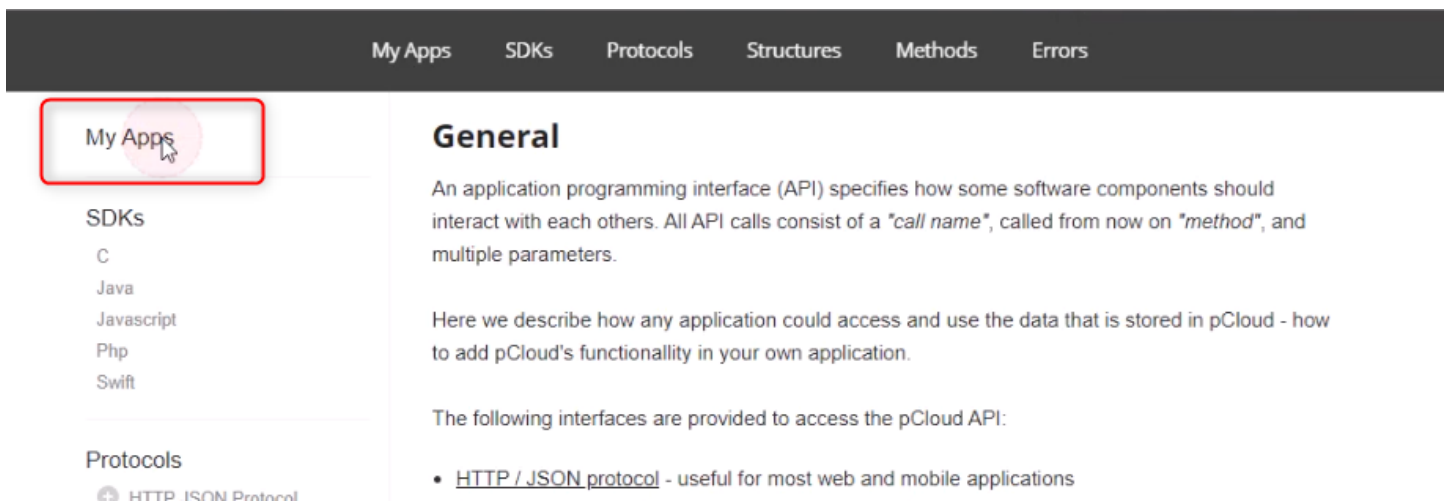 My Apps SDKs Protocols Structures Methods Errors
My Apps
SDKs
C
Java
Javascript
Php
Swift
Protocols
HTTP JSON Protocol
General
An application programming interface (API) specifies how some software components should
interact with each others. All API calls consist of a "call name", called from now on "method", and
multiple parameters.
Here we describe how any application could access and use the data that is stored in pCloud - how
to add pCloud's functionallity in your own application.
The following interfaces are provided to access the pCloud API:
• HTTP / JSON protocol - useful for most web and mobile applications